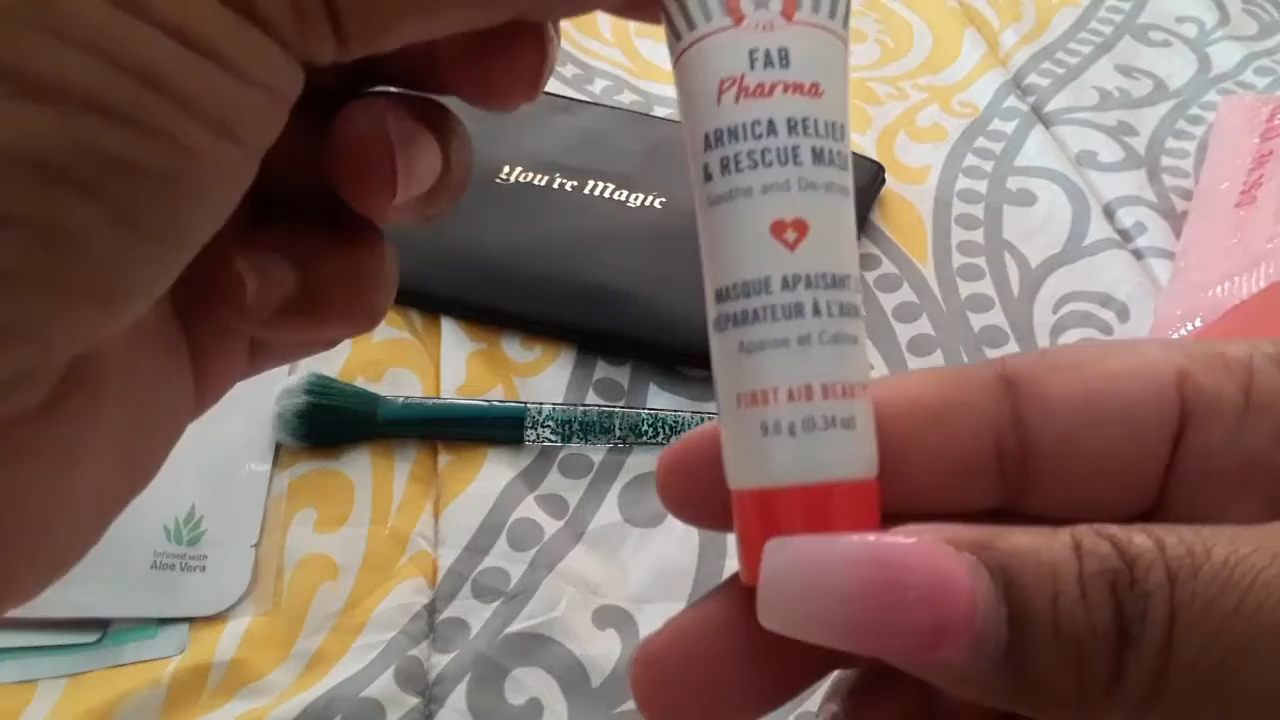 FAB
Pharma
ARNICA RELIEF
& RESCUE MASK
Soothe and De-stress
MASQUE APAISANT
RÉPARATEUR À L'ARN
Apaise et Calme
FIRST AID BEAUTY
9.6 g (0.34 oz)
You're Magic
Infused with
Aloe Vera